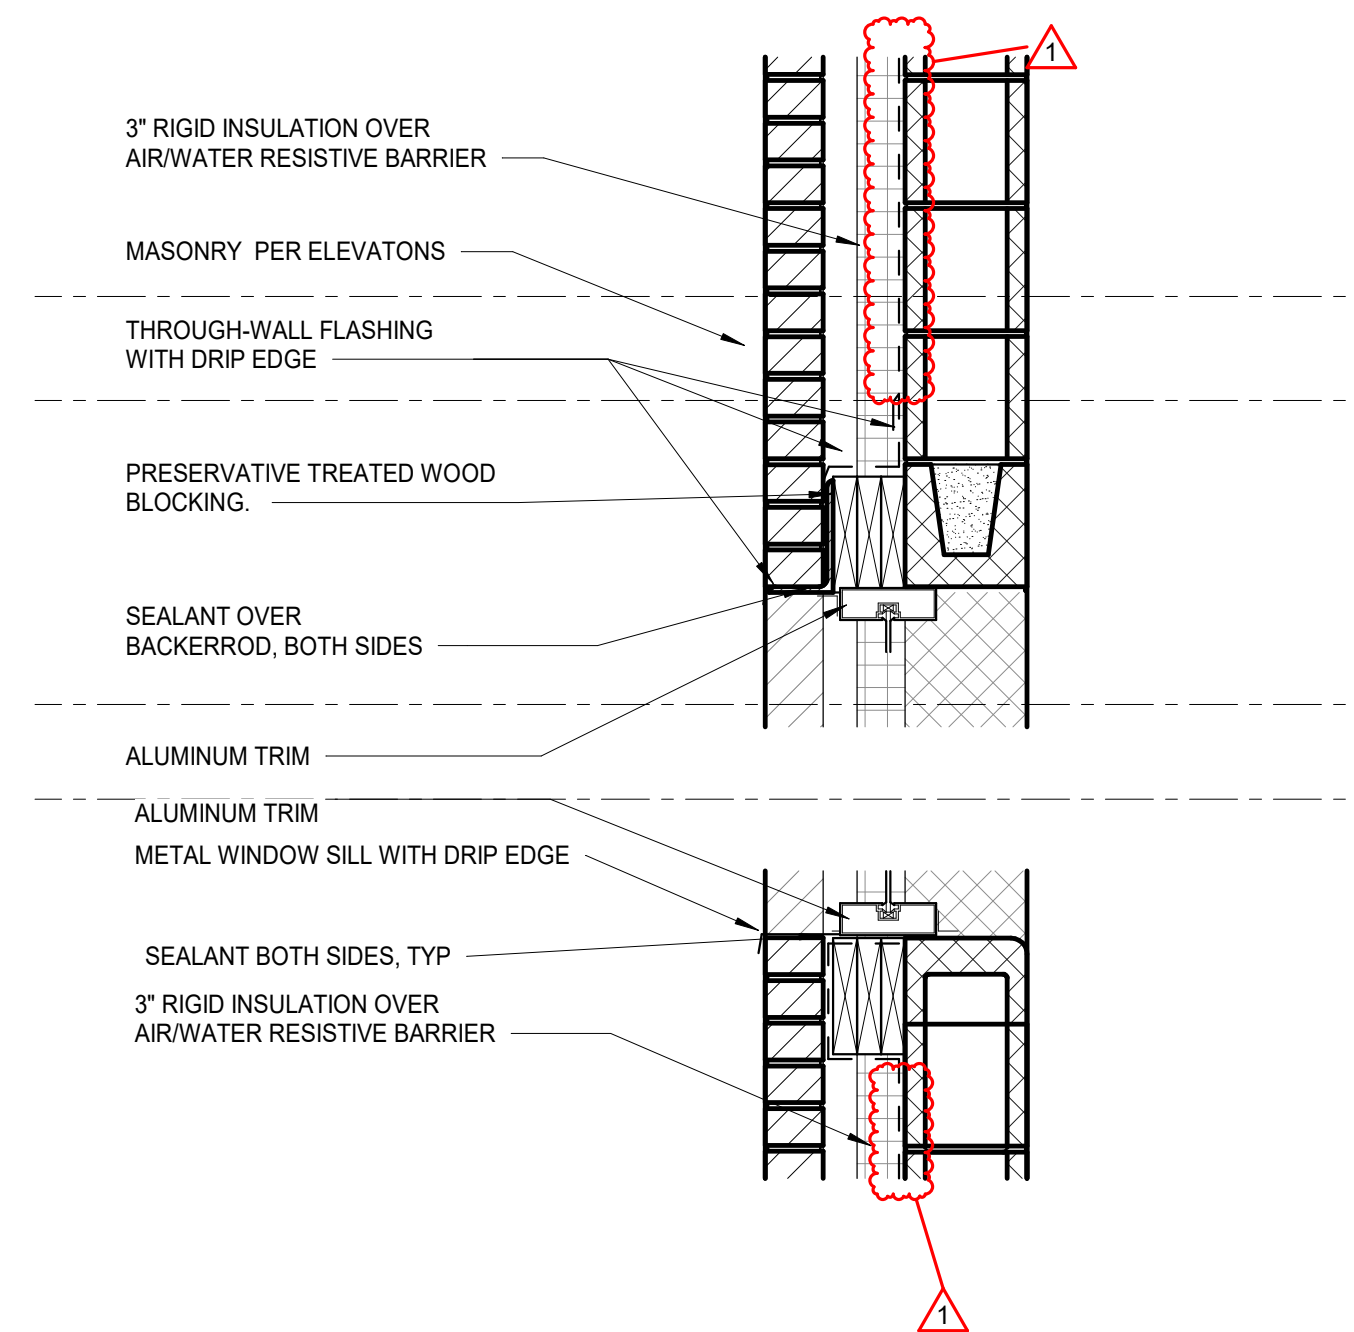 1
3" RIGID INSULATION OVER
AIR/WATER RESISTIVE BARRIER
MASONRY PER ELEVATONS
THROUGH-WALL FLASHING
WITH DRIP EDGE
PRESERVATIVE TREATED WOOD
BLOCKING.
SEALANT OVER
BACKERROD, BOTH SIDES
ALUMINUM TRIM
ALUMINUM TRIM
METAL WINDOW SILL WITH DRIP EDGE
SEALANT BOTH SIDES, TYP
3" RIGID INSULATION OVER
AIR/WATER RESISTIVE BARRIER
1